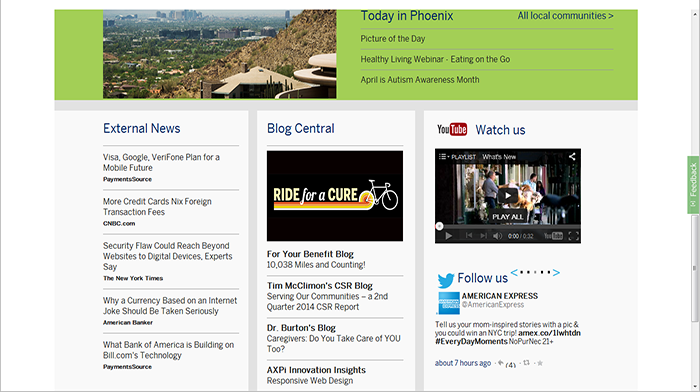 Today in Phoenix
All local communities >
Picture of the Day
Healthy Living Webinar - Eating on the Go
April is Autism Awareness Month
External News
Visa, Google, VeriFone Plan for a
Mobile Future
PaymentsSource
More Credit Cards Nix Foreign
Transaction Fees
CNBC.com
Security Flaw Could Reach Beyond
Websites to Digital Devices, Experts
Say
The New York Times
Why a Currency Based on an Internet
Joke Should Be Taken Seriously
American Banker
What Bank of America is Building on
Bill.com's Technology
PaymentsSource
Blog Central
RIDE for a CURE
For Your Benefit Blog
10,038 Miles and Counting!
Tim McClimon's CSR Blog
Serving Our Communities – a 2nd
Quarter 2014 CSR Report
Dr. Burton's Blog
Caregivers: Do You Take Care of YOU
Too?
AXPi Innovation Insights
Responsive Web Design
YouTube Watch us
PLAYLIST What's New
PLAY ALL
0:00 / 0:32 YouTube
Follow us
AMERICAN EXPRESS
@AmericanExpress
Tell us your mom-inspired stories with a pic &
you could win an NYC trip! amex.co/1lwhtdn
#EveryDayMoments NoPurNec 21+
about 7 hours ago (4)
Feedback